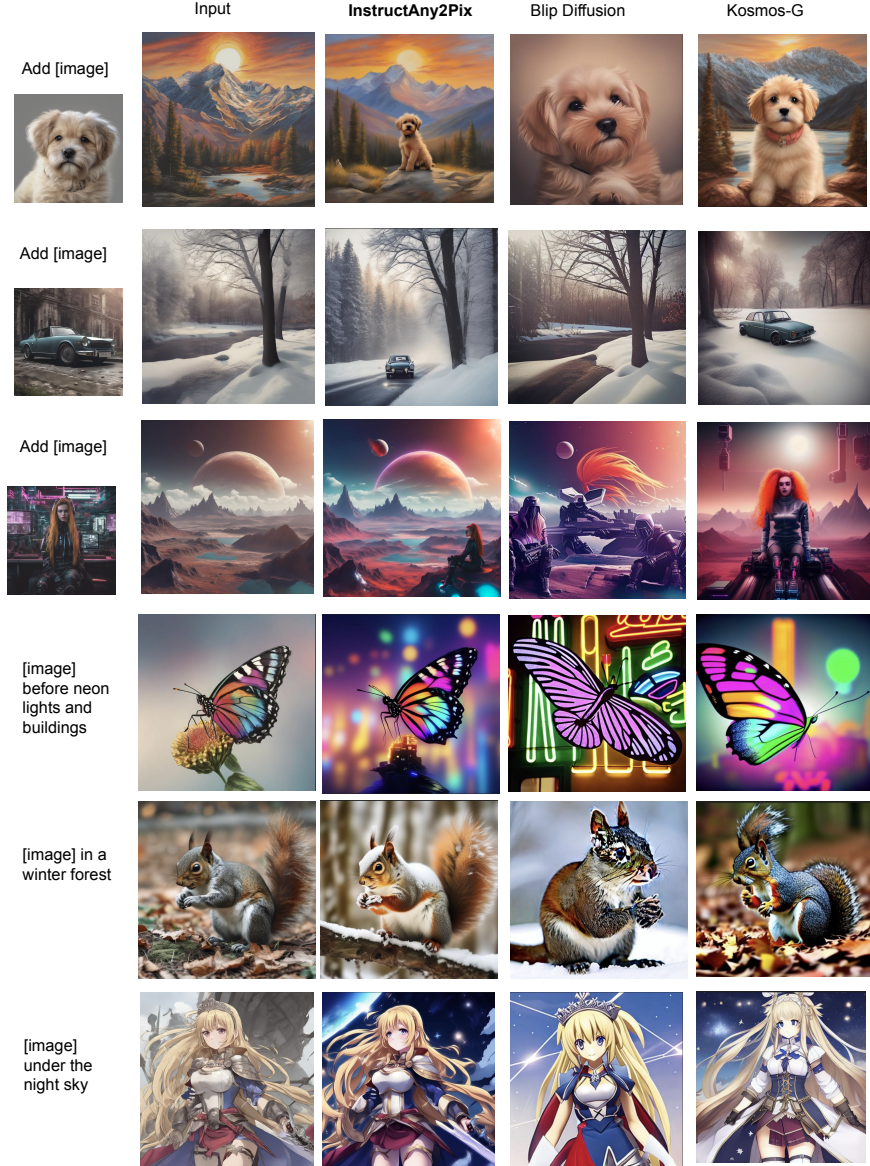 Input InstructAny2Pix Blip Diffusion Kosmos-G
Add [image]
Add [image]
Add [image]
[image]
before neon
lights and
buildings
[image] in a
winter forest
[image]
under the
night sky